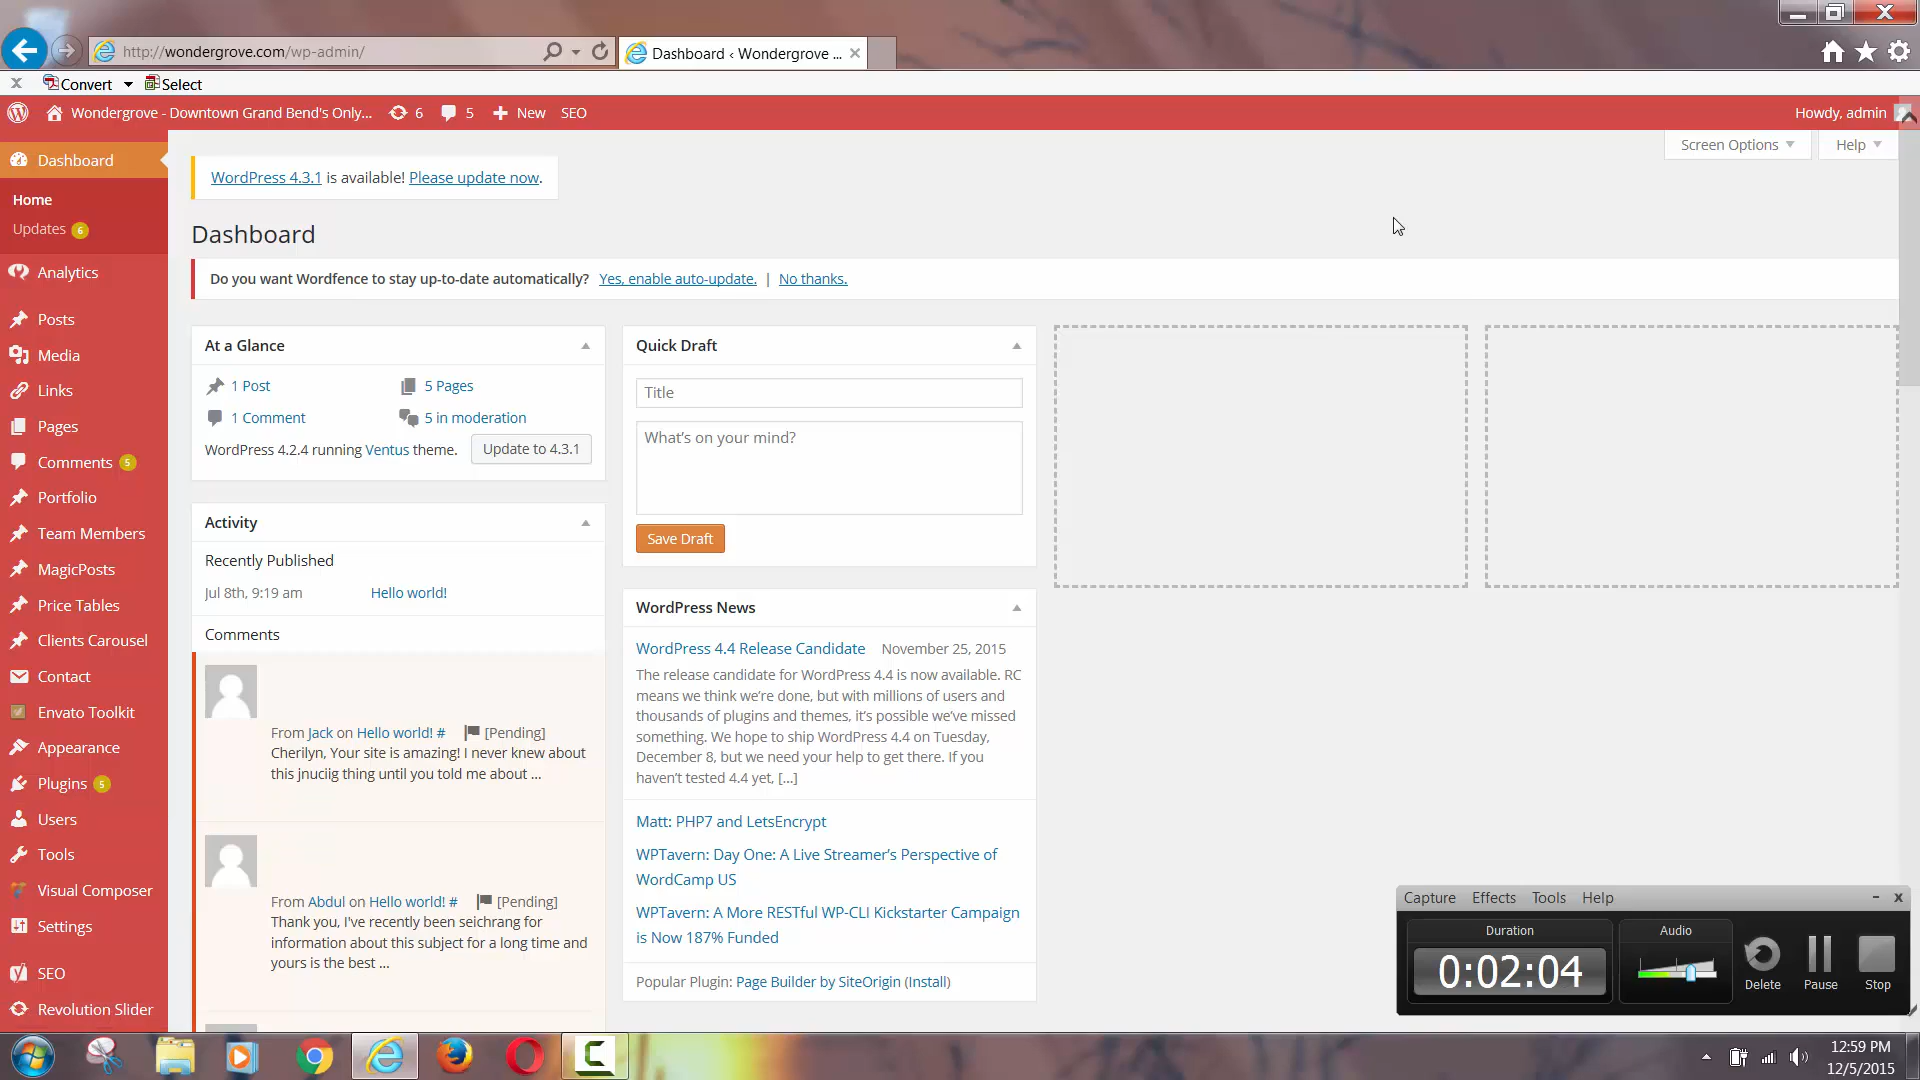 http://wondergrove.com/wp-admin/
Dashboard ‹ Wondergrove ...
Convert
Select
Wondergrove - Downtown Grand Bend's Only...
6
5
New
SEO
Howdy, admin
Screen Options
Help
Dashboard
Home
Updates 6
Analytics
Posts
Media
Links
Pages
Comments 5
Portfolio
Team Members
MagicPosts
Price Tables
Clients Carousel
Contact
Envato Toolkit
Appearance
Plugins 5
Users
Tools
Visual Composer
Settings
SEO
Revolution Slider
WordPress 4.3.1 is available! Please update now.
Dashboard
Do you want Wordfence to stay up-to-date automatically? Yes, enable auto-update. | No thanks.
At a Glance
1 Post
5 Pages
1 Comment
5 in moderation
WordPress 4.2.4 running Ventus theme.
Update to 4.3.1
Activity
Recently Published
Jul 8th, 9:19 am
Hello world!
Comments
From Jack on Hello world! # [Pending]
Cherilyn, Your site is amazing! I never knew about
this jnuciig thing until you told me about ...
From Abdul on Hello world! # [Pending]
Thank you, I've recently been seichrang for
information about this subject for a long time and
yours is the best ...
Quick Draft
Title
What's on your mind?
Save Draft
WordPress News
WordPress 4.4 Release Candidate November 25, 2015
The release candidate for WordPress 4.4 is now available. RC
means we think we're done, but with millions of users and
thousands of plugins and themes, it's possible we've missed
something. We hope to ship WordPress 4.4 on Tuesday,
December 8, but we need your help to get there. If you
haven't tested 4.4 yet, [...]
Matt: PHP7 and LetsEncrypt
WPTavern: Day One: A Live Streamer's Perspective of
WordCamp US
WPTavern: A More RESTful WP-CLI Kickstarter Campaign
is Now 187% Funded
Popular Plugin: Page Builder by SiteOrigin (Install)
Capture
Effects
Tools
Help
Duration
0:02:04
Audio
Delete
Pause
Stop
12:59 PM
12/5/2015